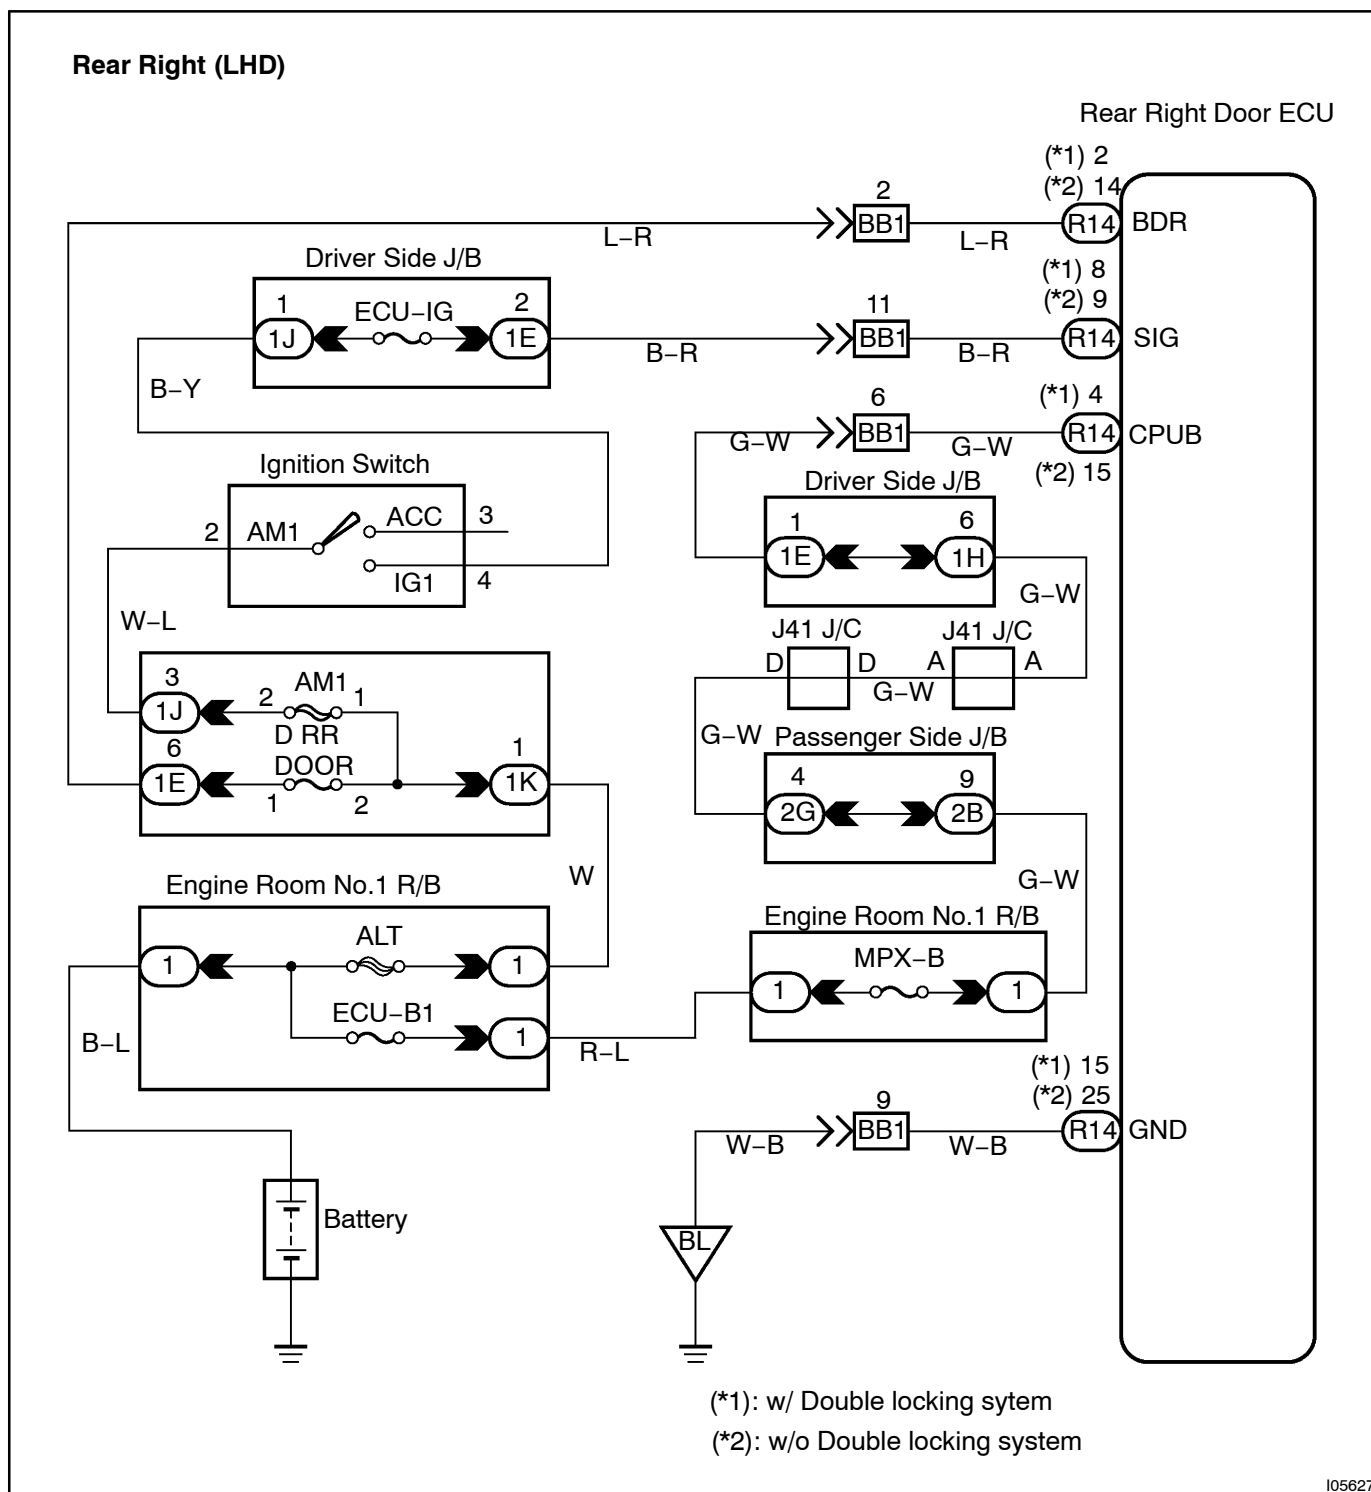 Rear Right (LHD)
Rear Right Door ECU
(*1) 2
(*2) 14
2
BB1
R14
BDR
L−R
L−R
Driver Side J/B
(*1) 8
(*2) 9
1
ECU−IG
2
11
1J
1E
BB1
R14
SIG
B−R
B−R
B−Y
(*1) 4
6
G−W
BB1
G−W
R14
CPUB
(*2) 15
Ignition Switch
Driver Side J/B
2
AM1
ACC
3
IG1
4
1
6
1E
1H
W−L
G−W
J41 J/C
J41 J/C
D
D
A
A
G−W
3
2
AM1
1
1J
D RR
DOOR
6
1
1E
1K
1
2
G−W
Passenger Side J/B
4
9
2G
2B
W
G−W
Engine Room No.1 R/B
Engine Room No.1 R/B
ALT
1
1
MPX−B
1
1
ECU−B1
1
B−L
R−L
(*1) 15
(*2) 25
9
W−B
BB1
W−B
R14
GND
Battery
BL
(*1): w/ Double locking sytem
(*2): w/o Double locking system
I05627